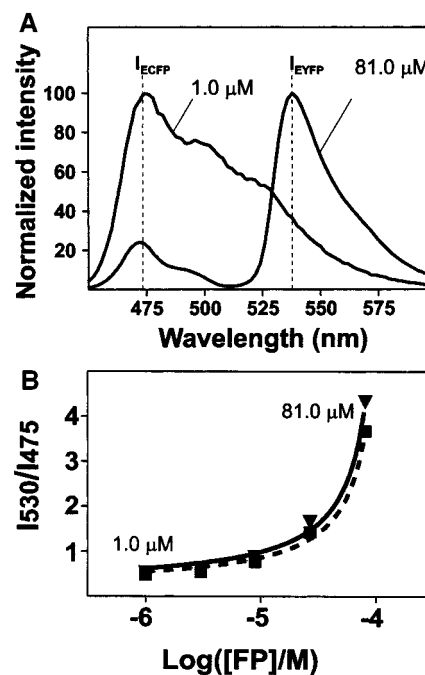 A
Normalized intensity
I_ECFP
1.0 µM
I_EYFP
81.0 µM
100
80
60
40
20
475
500
525
550
575
Wavelength (nm)
B
I530/I475
4
3
2
1
81.0 µM
1.0 µM
-6
-5
-4
Log([FP]/M)